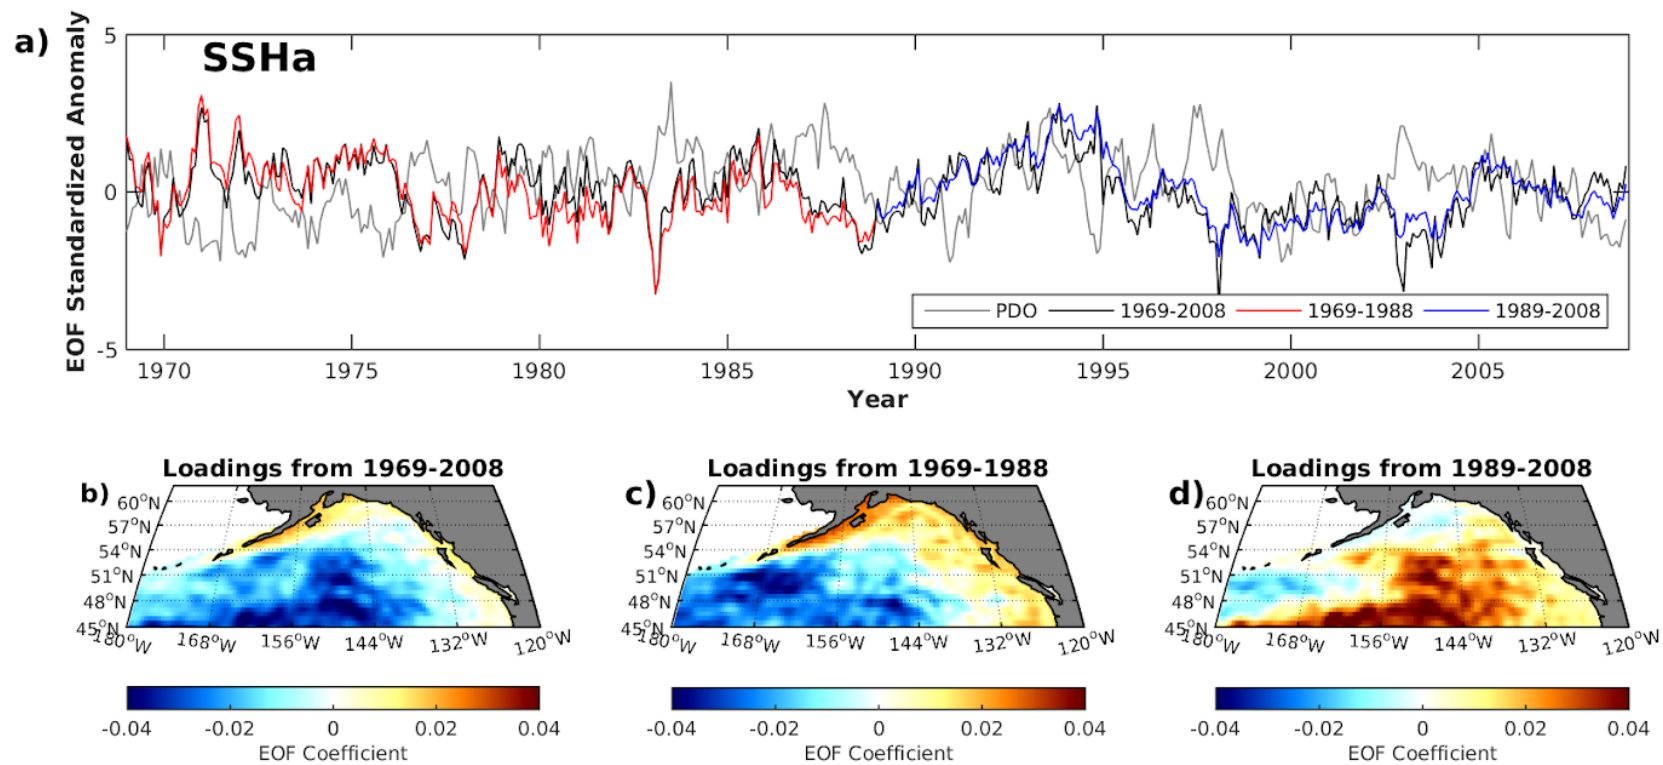 a)
SSHa
EOF Standardized Anomaly
5
0
-5
PDO 1969-2008 1969-1988 1989-2008
1970 1975 1980 1985 1990 1995 2000 2005
Year
b)
Loadings from 1969-2008
60°N
57°N
54°N
51°N
48°N
45°N
180°W 168°W 156°W 144°W 132°W 120°W
-0.04 -0.02 0 0.02 0.04
EOF Coefficient
c)
Loadings from 1969-1988
60°N
57°N
54°N
51°N
48°N
45°N
180°W 168°W 156°W 144°W 132°W 120°W
-0.04 -0.02 0 0.02 0.04
EOF Coefficient
d)
Loadings from 1989-2008
60°N
57°N
54°N
51°N
48°N
45°N
180°W 168°W 156°W 144°W 132°W 120°W
-0.04 -0.02 0 0.02 0.04
EOF Coefficient